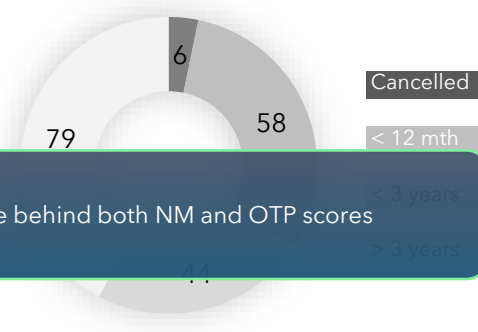 6
Cancelled
58
79
< 12 mth
< 3 years
behind both NM and OTP scores
> 3 years
44